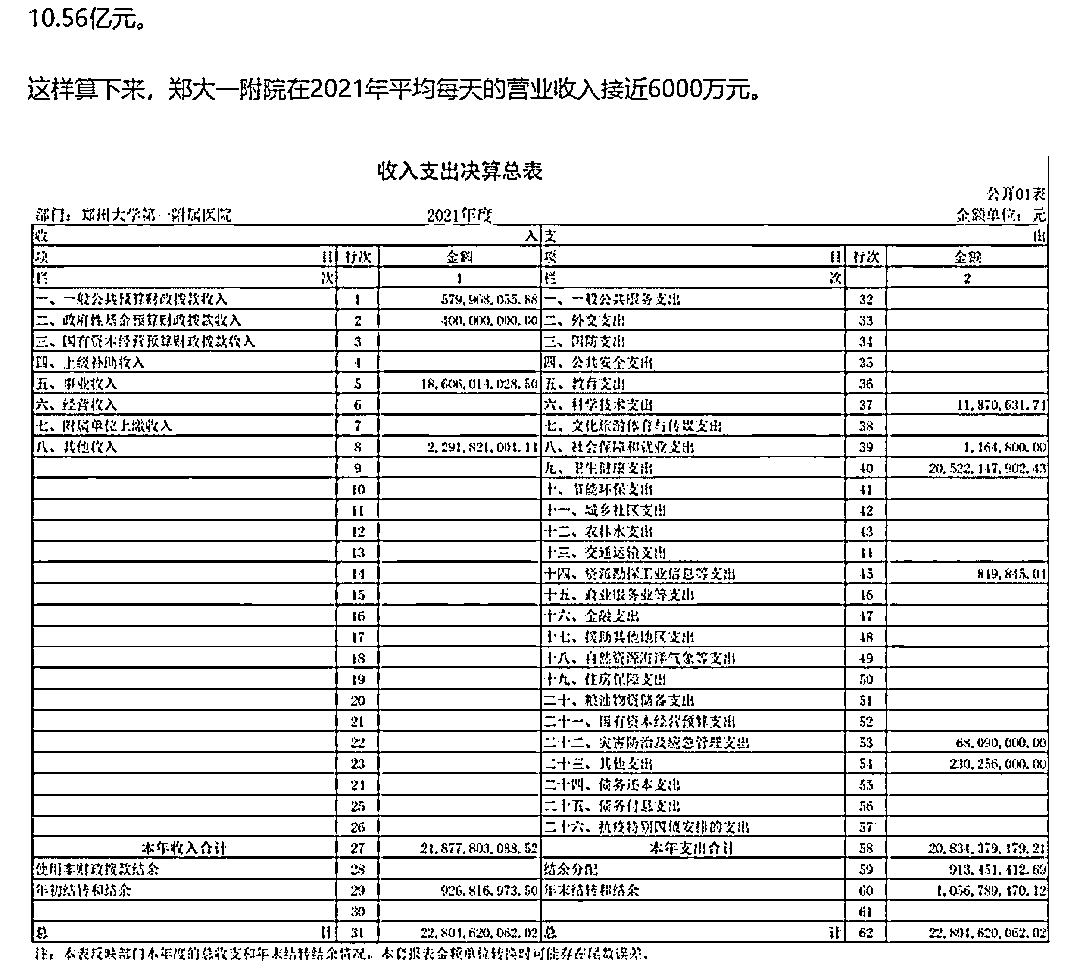 10.56亿元。
这样算下来，郑大一附院在2021年平均每天的营业收入接近6000万元。
收入支出决算总表
公开01表
部门：郑州大学第一附属医院 2021年度 金额单位：元
收 入 支 出
项 目 行次 金额 项 目 行次 金额
栏 次 1 栏 次 2
一、一般公共预算财政拨款收入 1 579,968,055.88 一、一般公共服务支出 32
二、政府性基金预算财政拨款收入 2 400,000,000.00 二、外交支出 33
三、国有资本经营预算财政拨款收入 3 三、国防支出 34
四、上级补助收入 4 四、公共安全支出 35
五、事业收入 5 18,606,014,028.50 五、教育支出 36
六、经营收入 6 六、科学技术支出 37 11,870,631.71
七、附属单位上缴收入 7 七、文化旅游体育与传媒支出 38
八、其他收入 8 2,291,821,004.14 八、社会保障和就业支出 39 1,164,800.00
9 九、卫生健康支出 40 20,522,147,902.43
10 十、节能环保支出 41
11 十一、城乡社区支出 42
12 十二、农林水支出 43
13 十三、交通运输支出 44
14 十四、资源勘探工业信息等支出 45 849,845.04
15 十五、商业服务业等支出 46
16 十六、金融支出 47
17 十七、援助其他地区支出 48
18 十八、自然资源海洋气象等支出 49
19 十九、住房保障支出 50
20 二十、粮油物资储备支出 51
21 二十一、国有资本经营预算支出 52
22 二十二、灾害防治及应急管理支出 53 68,090,000.00
23 二十三、其他支出 54 230,256,000.00
24 二十四、债务还本支出 55
25 二十五、债务付息支出 56
26 二十六、抗疫特别国债安排的支出 57
本年收入合计 27 21,877,803,088.52 本年支出合计 58 20,834,379,179.21
使用非财政拨款结余 28 结余分配 59 913,451,412.69
年初结转和结余 29 926,816,973.50 年末结转和结余 60 1,056,789,470.12
30 61
总 计 31 22,804,620,062.02 总 计 62 22,804,620,062.02
注：本表反映部门本年度的总收支和年末结转结余情况。本套报表金额单位转换时可能存在尾数误差。